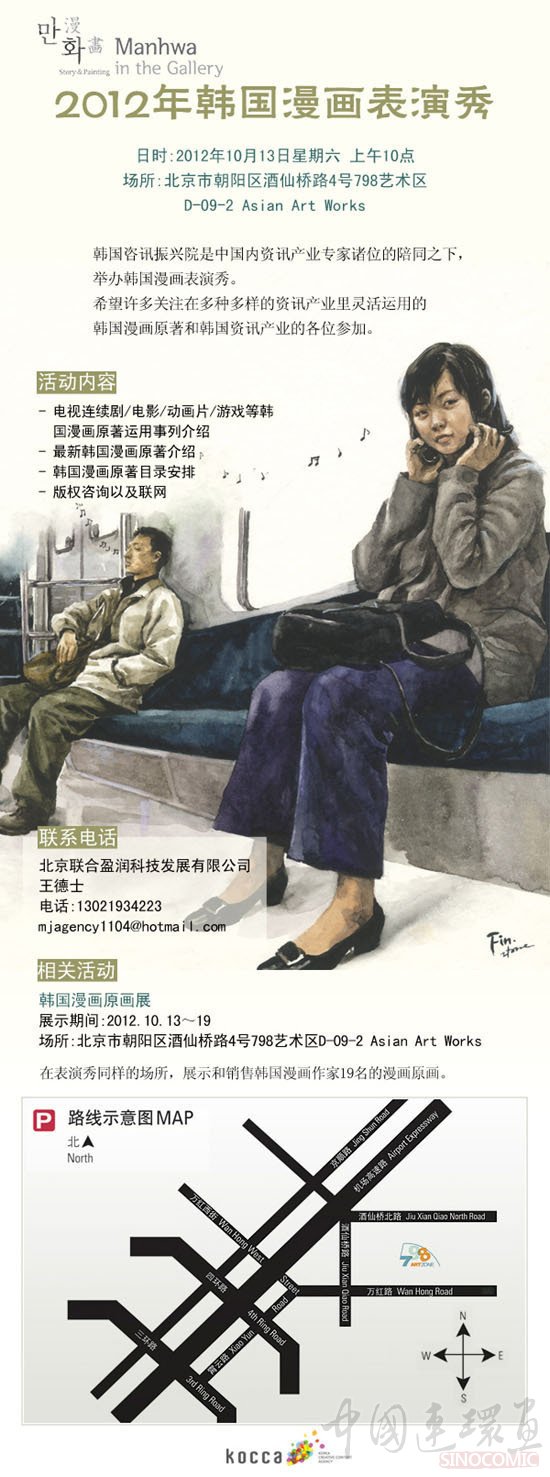 만 漫
화 畵
Story & Painting
Manhwa
in the Gallery
2012年韩国漫画表演秀
日时:2012年10月13日星期六 上午10点
场所:北京市朝阳区酒仙桥路4号798艺术区
D-09-2 Asian Art Works
韩国咨讯振兴院是中国内资讯产业专家诸位的陪同之下，
举办韩国漫画表演秀。
希望许多关注在多种多样的资讯产业里灵活运用的
韩国漫画原著和韩国资讯产业的各位参加。
活动内容
- 电视连续剧/电影/动画片/游戏等韩
国漫画原著运用事列介绍
- 最新韩国漫画原著介绍
- 韩国漫画原著目录安排
- 版权咨询以及联网
联系电话
北京联合盈润科技发展有限公司
王德士
电话:13021934223
mjagency1104@hotmail.com
Fin.
stone
相关活动
韩国漫画原画展
展示期间:2012.10.13～19
场所:北京市朝阳区酒仙桥路4号798艺术区D-09-2 Asian Art Works
在表演秀同样的场所，展示和销售韩国漫画作家19名的漫画原画。
P 路线示意图MAP
北
North
京顺路 Jing Shun Road
机场高速路 Airport Expressway
万红西街 Wan Hong West Street
酒仙桥北路 Jiu Xian Qiao North Road
酒仙桥路 Jiu Xian Qiao Road
798
ART ZONE
万红路 Wan Hong Road
四环路 4th Ring Road
霄云路 Xiao Yun Road
三环路 3rd Ring Road
N
W E
S
中國連環畫
SINOCOMIC
kocca
KOREA
CREATIVE CONTENT
AGENCY